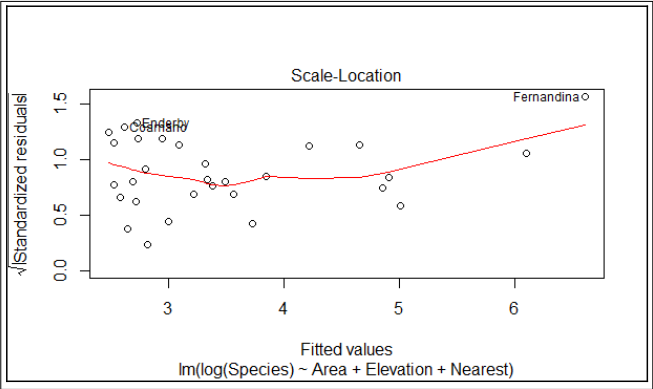 Scale-Location
√|Standardized residuals|
1.5
1.0
0.5
0.0
Fernandina
Enderby
Coamano
3 4 5 6
Fitted values
lm(log(Species) ~ Area + Elevation + Nearest)